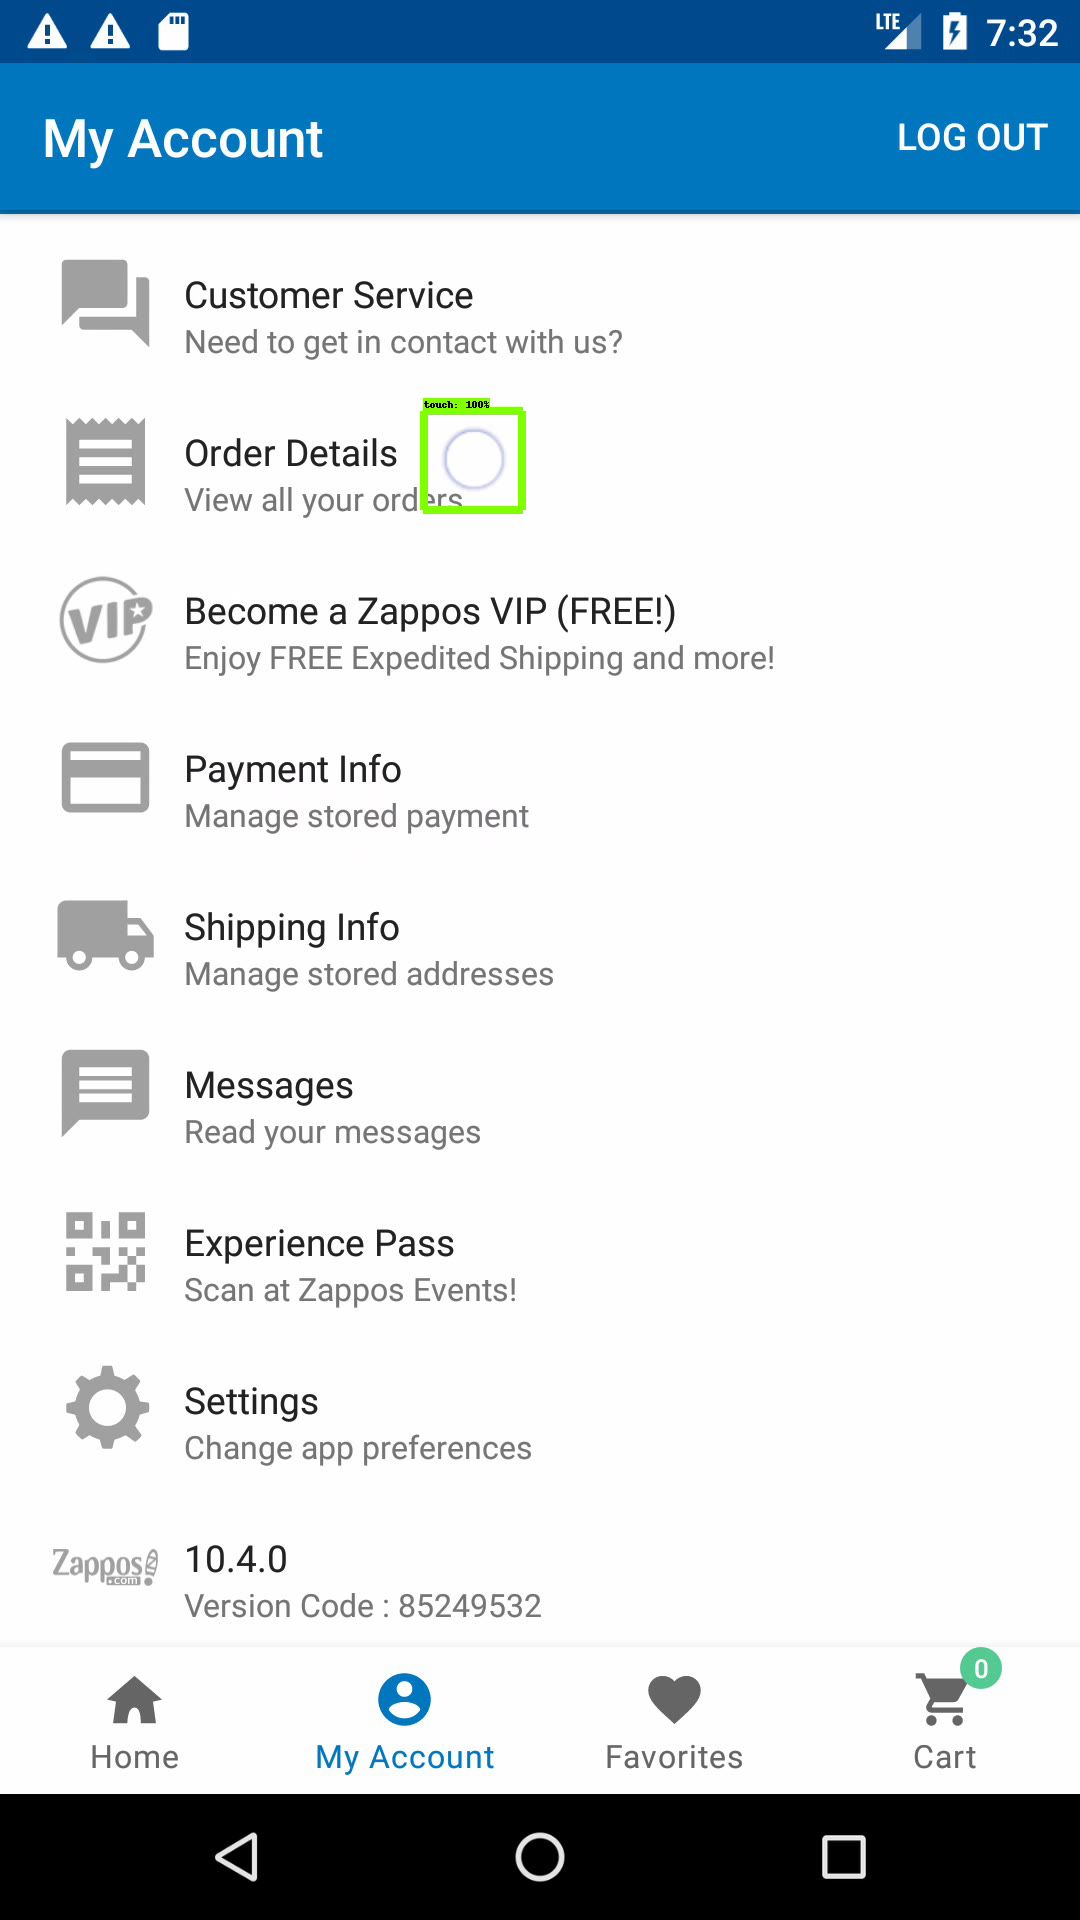 LTE 7:32
My Account LOG OUT
Customer Service
Need to get in contact with us?
touch: 100%
Order Details
View all your orders
VIP
Become a Zappos VIP (FREE!)
Enjoy FREE Expedited Shipping and more!
Payment Info
Manage stored payment
Shipping Info
Manage stored addresses
Messages
Read your messages
Experience Pass
Scan at Zappos Events!
Settings
Change app preferences
Zappos
.com
10.4.0
Version Code : 85249532
0
Home My Account Favorites Cart